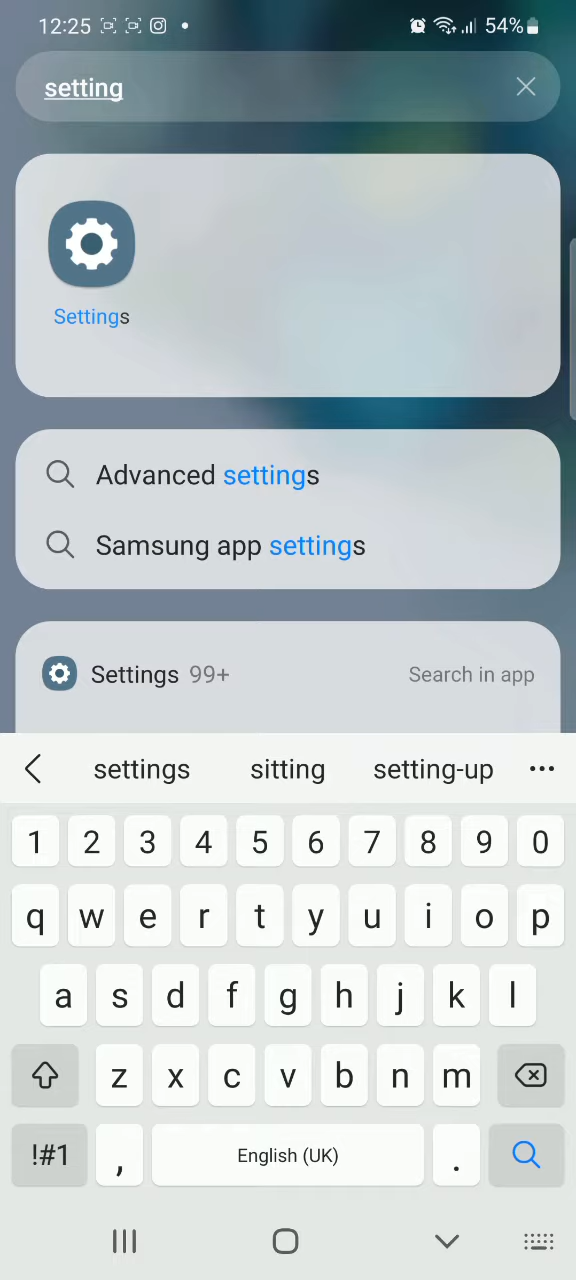 12:25 54%
setting
Settings
Advanced settings
Samsung app settings
Settings 99+ Search in app
settings sitting setting-up
1 2 3 4 5 6 7 8 9 0
q w e r t y u i o p
a s d f g h j k l
z x c v b n m
!#1 , English (UK) .